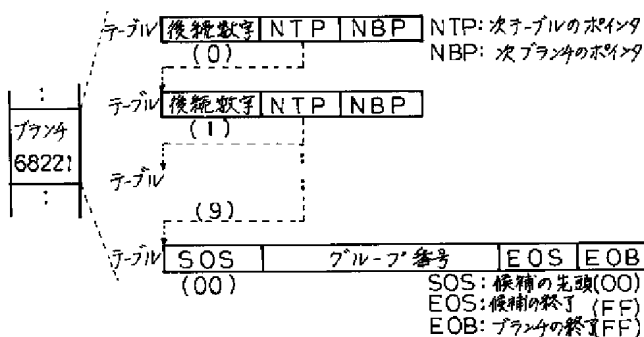 テーブル 後続数字 NTP NBP NTP:次テーブルのポインタ
(0) NBP:次ブランチのポインタ
テーブル 後続数字 NTP NBP
(1)
ブランチ
68221
テーブル
(9)
テーブル SOS グループ番号 EOS EOB
(00) SOS:候補の先頭(00)
EOS:候補の終了 (FF)
EOB:ブランチの終了(FF)